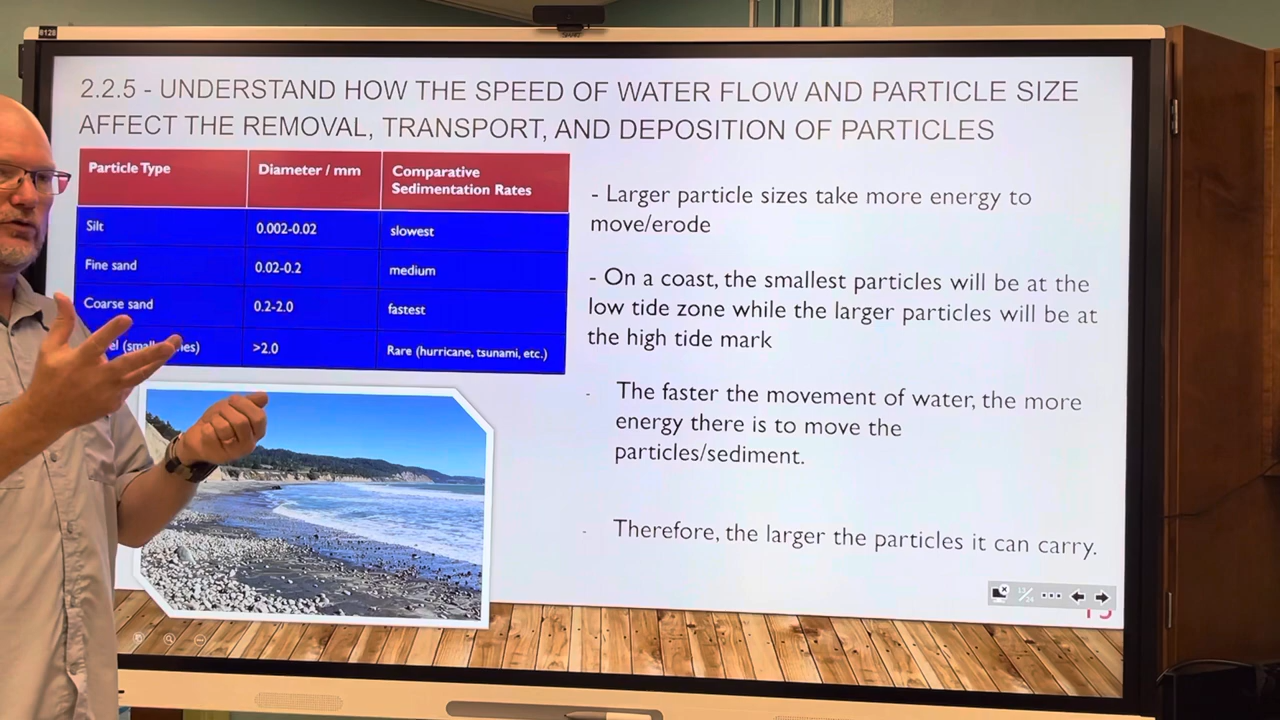 8120
SMART
2.2.5 - UNDERSTAND HOW THE SPEED OF WATER FLOW AND PARTICLE SIZE
AFFECT THE REMOVAL, TRANSPORT, AND DEPOSITION OF PARTICLES
Particle Type Diameter / mm Comparative
Sedimentation Rates
Silt 0.002-0.02 slowest
Fine sand 0.02-0.2 medium
Coarse sand 0.2-2.0 fastest
>2.0 Rare (hurricane, tsunami, etc.)
- Larger particle sizes take more energy to
move/erode
- On a coast, the smallest particles will be at the
low tide zone while the larger particles will be at
the high tide mark
- The faster the movement of water, the more
energy there is to move the
particles/sediment.
- Therefore, the larger the particles it can carry.